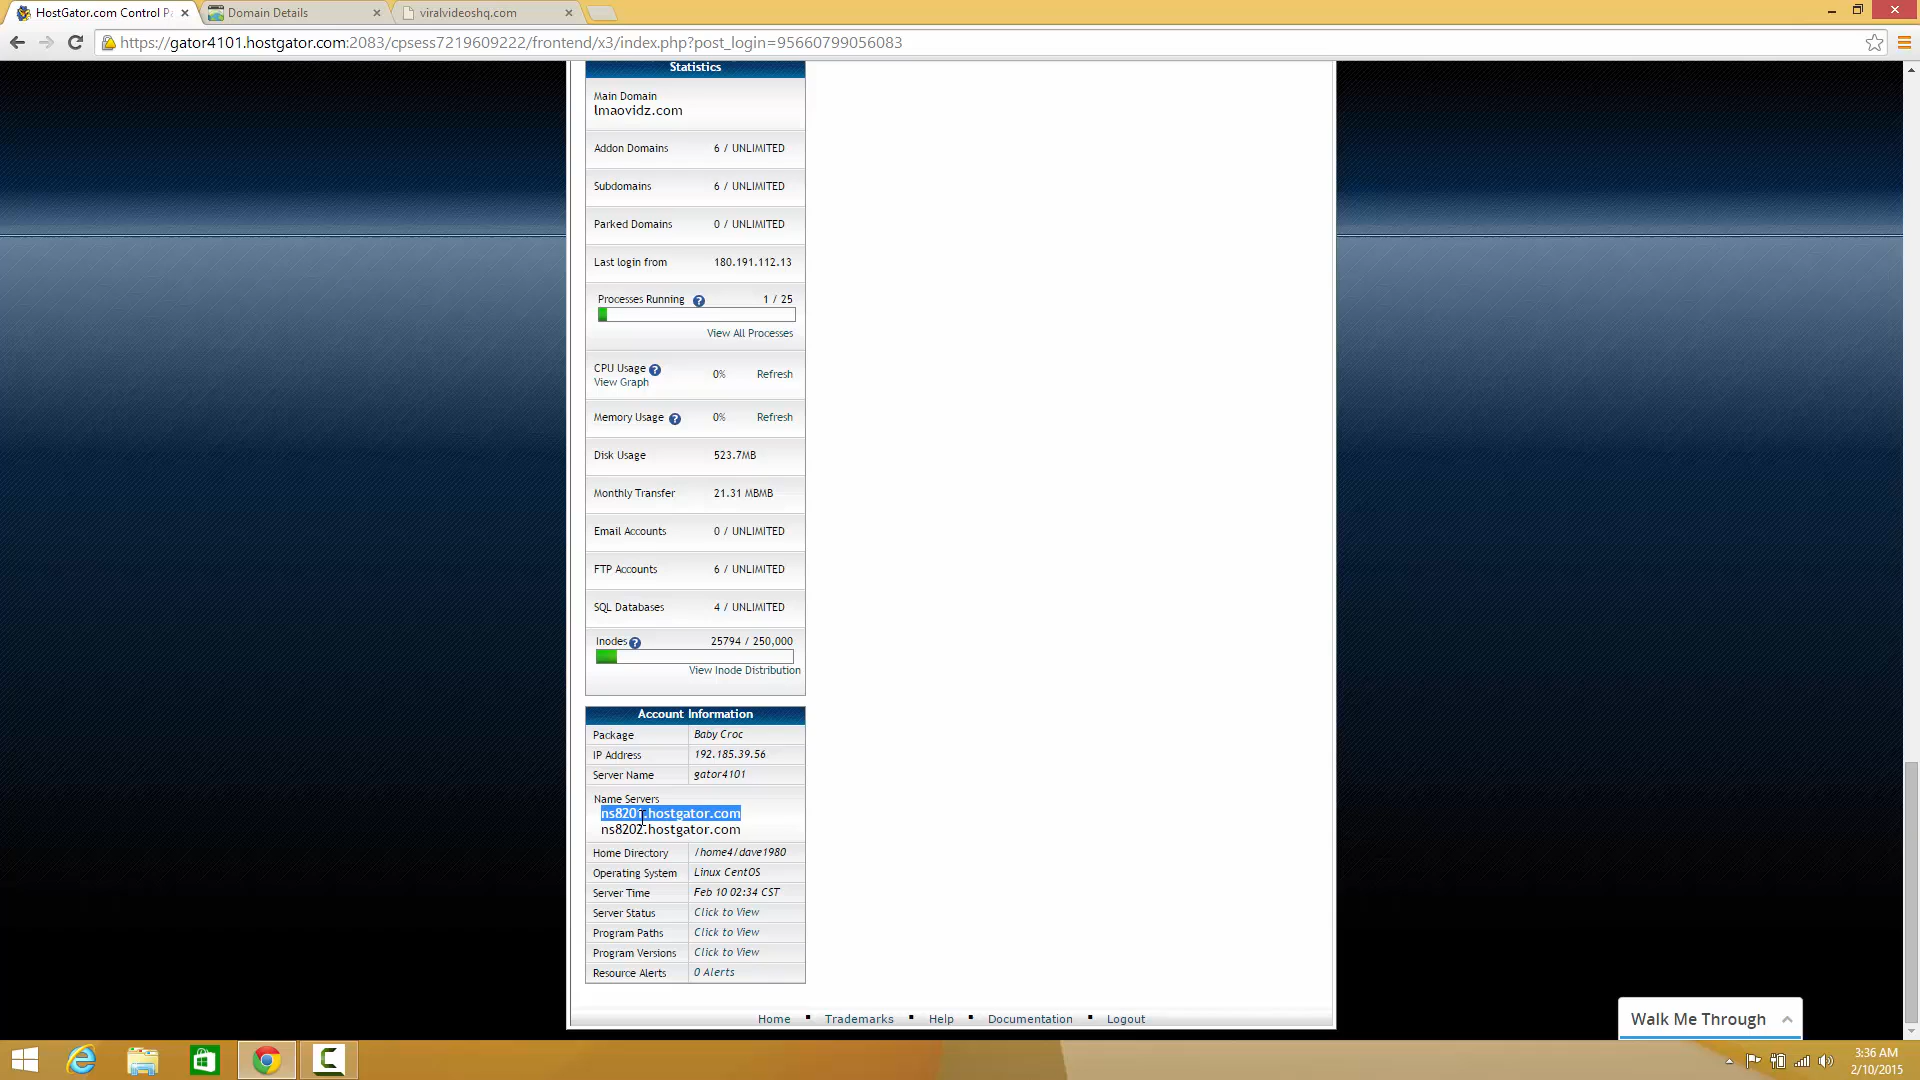 HostGator.com Control P
Domain Details
viralvideoshq.com
https://gator4101.hostgator.com:2083/cpsess7219609222/frontend/x3/index.php?post_login=95660799056083
Statistics
Main Domain
lmaovidz.com
Addon Domains 6 / UNLIMITED
Subdomains 6 / UNLIMITED
Parked Domains 0 / UNLIMITED
Last login from 180.191.112.13
Processes Running ? 1 / 25
View All Processes
CPU Usage ? 0% Refresh
View Graph
Memory Usage ? 0% Refresh
Disk Usage 523.7MB
Monthly Transfer 21.31 MBMB
Email Accounts 0 / UNLIMITED
FTP Accounts 6 / UNLIMITED
SQL Databases 4 / UNLIMITED
Inodes ? 25794 / 250,000
View Inode Distribution
Account Information
Package Baby Croc
IP Address 192.185.39.56
Server Name gator4101
Name Servers
ns8201.hostgator.com
ns8202.hostgator.com
Home Directory /home4/dave1980
Operating System Linux CentOS
Server Time Feb 10 02:34 CST
Server Status Click to View
Program Paths Click to View
Program Versions Click to View
Resource Alerts 0 Alerts
Home Trademarks Help Documentation Logout
Walk Me Through
3:36 AM
2/10/2015